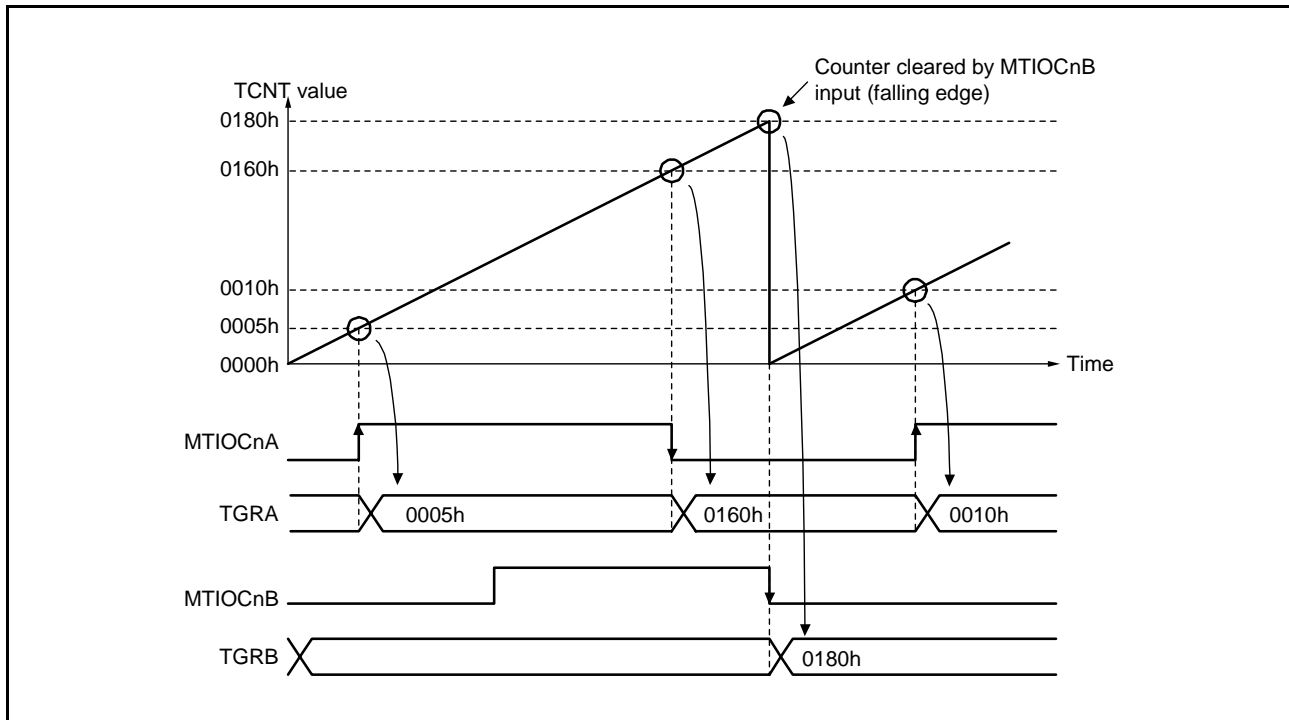 Counter cleared by MTIOCnB
input (falling edge)
TCNT value
0180h
0160h
0010h
0005h
0000h
Time
MTIOCnA
TGRA
0005h
0160h
0010h
MTIOCnB
TGRB
0180h